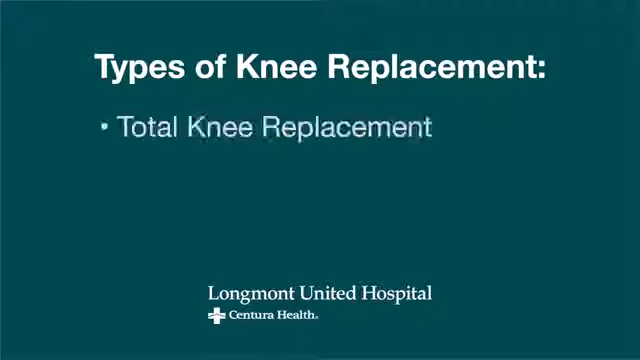 Types of Knee Replacement:
• Total Knee Replacement
Longmont United Hospital
Centura Health.